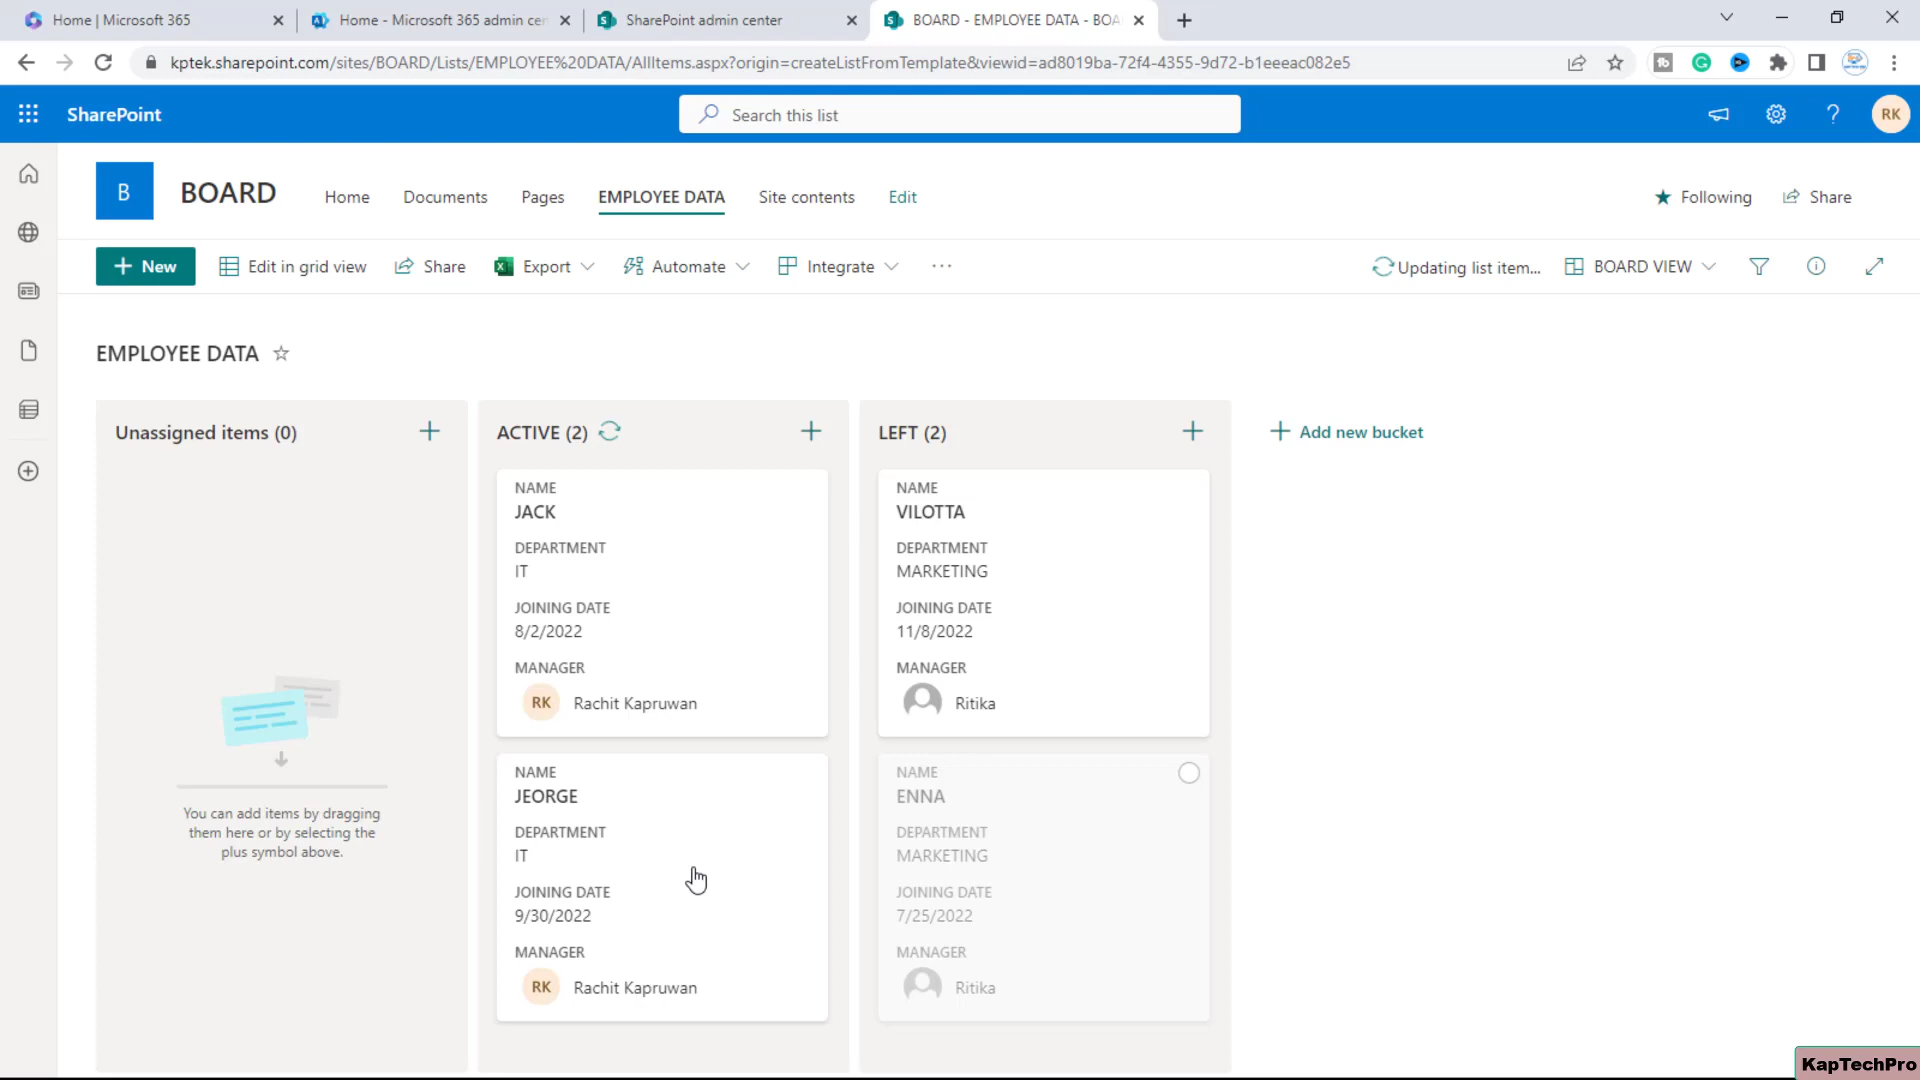 Home | Microsoft 365
Home - Microsoft 365 admin cen
SharePoint admin center
BOARD - EMPLOYEE DATA - BOA
kptek.sharepoint.com/sites/BOARD/Lists/EMPLOYEE%20DATA/AllItems.aspx?origin=createListFromTemplate&viewid=ad8019ba-72f4-4355-9d72-b1eeeac082e5
SharePoint
Search this list
RK
B
BOARD
Home
Documents
Pages
EMPLOYEE DATA
Site contents
Edit
Following
Share
New
Edit in grid view
Share
Export
Automate
Integrate
Updating list item...
BOARD VIEW
EMPLOYEE DATA
Unassigned items (0)
You can add items by dragging
them here or by selecting the
plus symbol above.
ACTIVE (2)
NAME
JACK
DEPARTMENT
IT
JOINING DATE
8/2/2022
MANAGER
RK Rachit Kapruwan
NAME
JEORGE
DEPARTMENT
IT
JOINING DATE
9/30/2022
MANAGER
RK Rachit Kapruwan
LEFT (2)
NAME
VILOTTA
DEPARTMENT
MARKETING
JOINING DATE
11/8/2022
MANAGER
Ritika
NAME
ENNA
DEPARTMENT
MARKETING
JOINING DATE
7/25/2022
MANAGER
Ritika
Add new bucket
KapTechPro